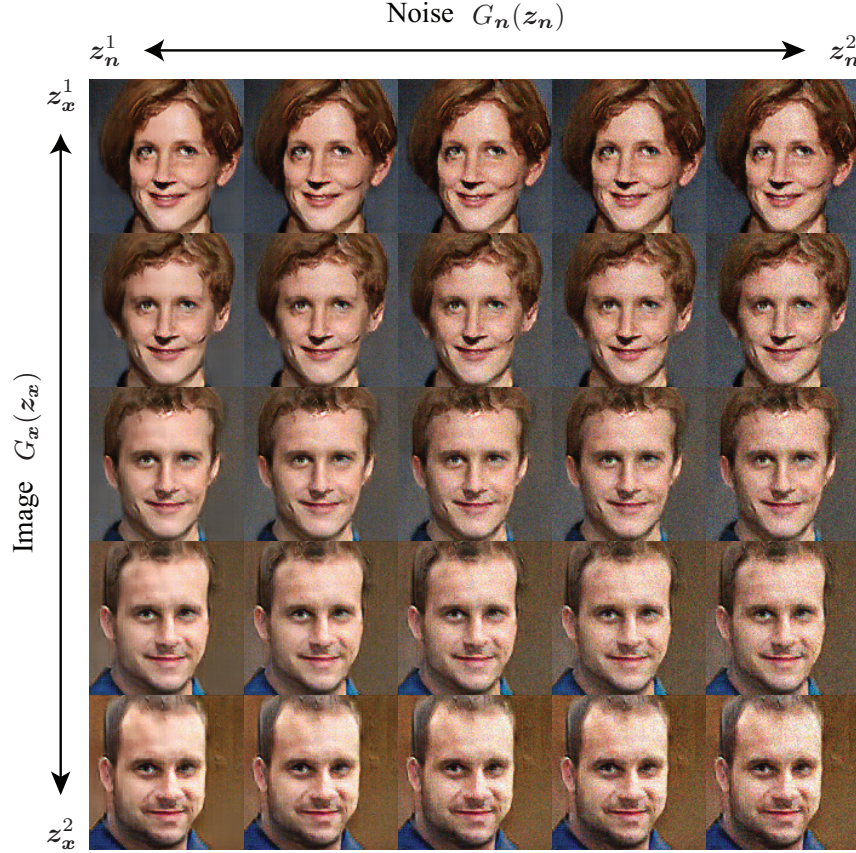 Noise G_n(z_n)
z_n^1 z_n^2
z_x^1
Image G_x(z_x)
z_x^2